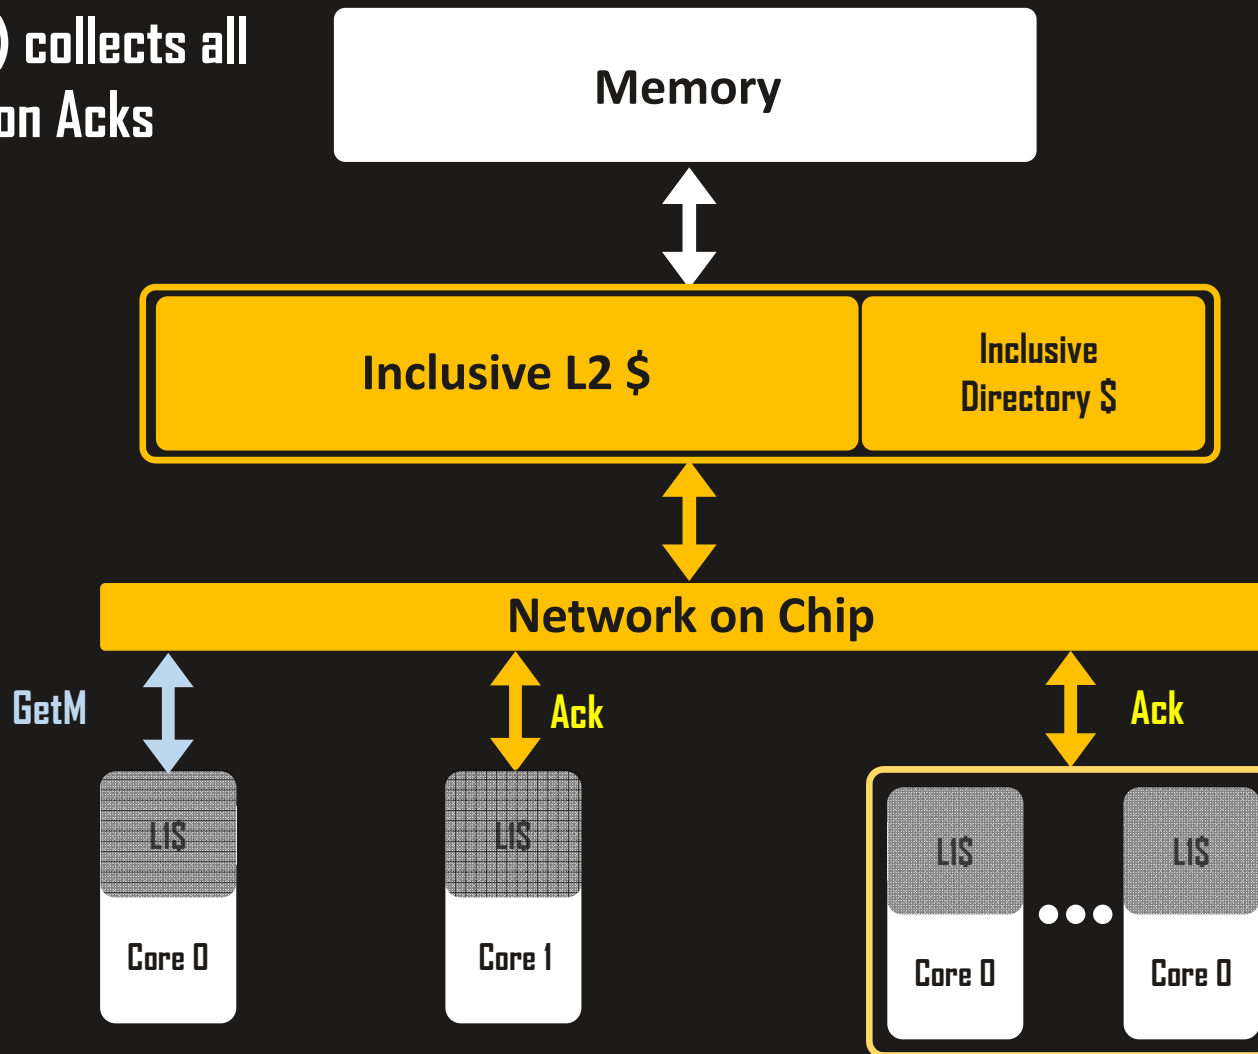 ) collects all
on Acks
Memory
Inclusive L2 $
Inclusive
Directory $
Network on Chip
GetM
Ack
Ack
L1$
L1$
L1$
L1$
Core 0
Core 1
Core 0
Core 0